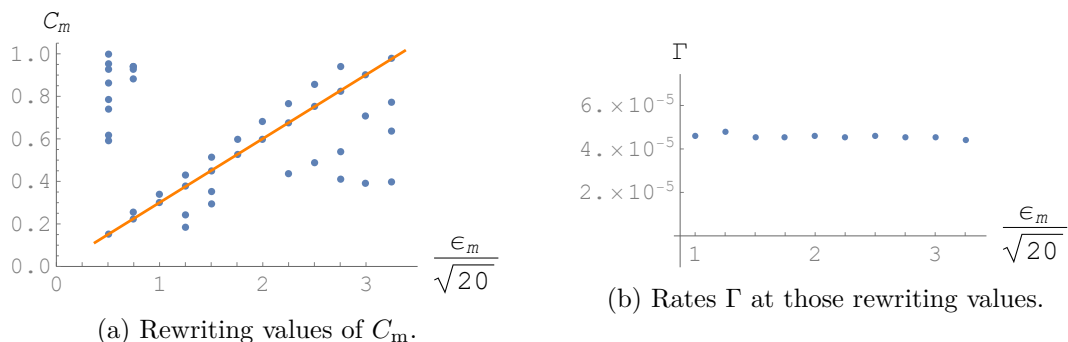 C_m
1.0
0.8
0.6
0.4
0.2
0.0
0 1 2 3
ϵ_m
√20
(a) Rewriting values of C_m.
Γ
6.×10⁻⁵
4.×10⁻⁵
2.×10⁻⁵
1 2 3
ϵ_m
√20
(b) Rates Γ at those rewriting values.